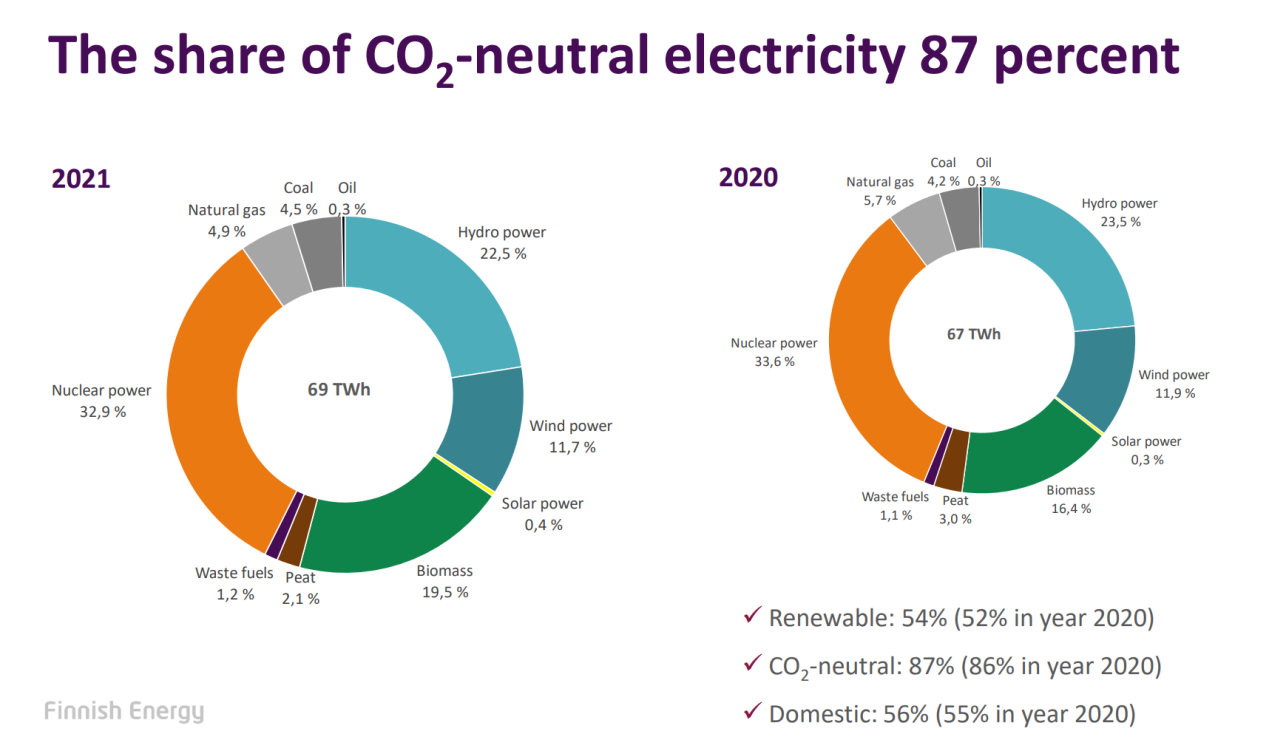 The share of CO2-neutral electricity 87 percent
2021
Coal
4,5 %
Oil
0,3 %
Natural gas
4,9 %
Hydro power
22,5 %
Nuclear power
32,9 %
69 TWh
Wind power
11,7 %
Solar power
0,4 %
Waste fuels
1,2 %
Peat
2,1 %
Biomass
19,5 %
2020
Coal
4,2 %
Oil
0,3 %
Natural gas
5,7 %
Hydro power
23,5 %
Nuclear power
33,6 %
67 TWh
Wind power
11,9 %
Solar power
0,3 %
Waste fuels
1,1 %
Peat
3,0 %
Biomass
16,4 %
✓ Renewable: 54% (52% in year 2020)
✓ CO2-neutral: 87% (86% in year 2020)
✓ Domestic: 56% (55% in year 2020)
Finnish Energy